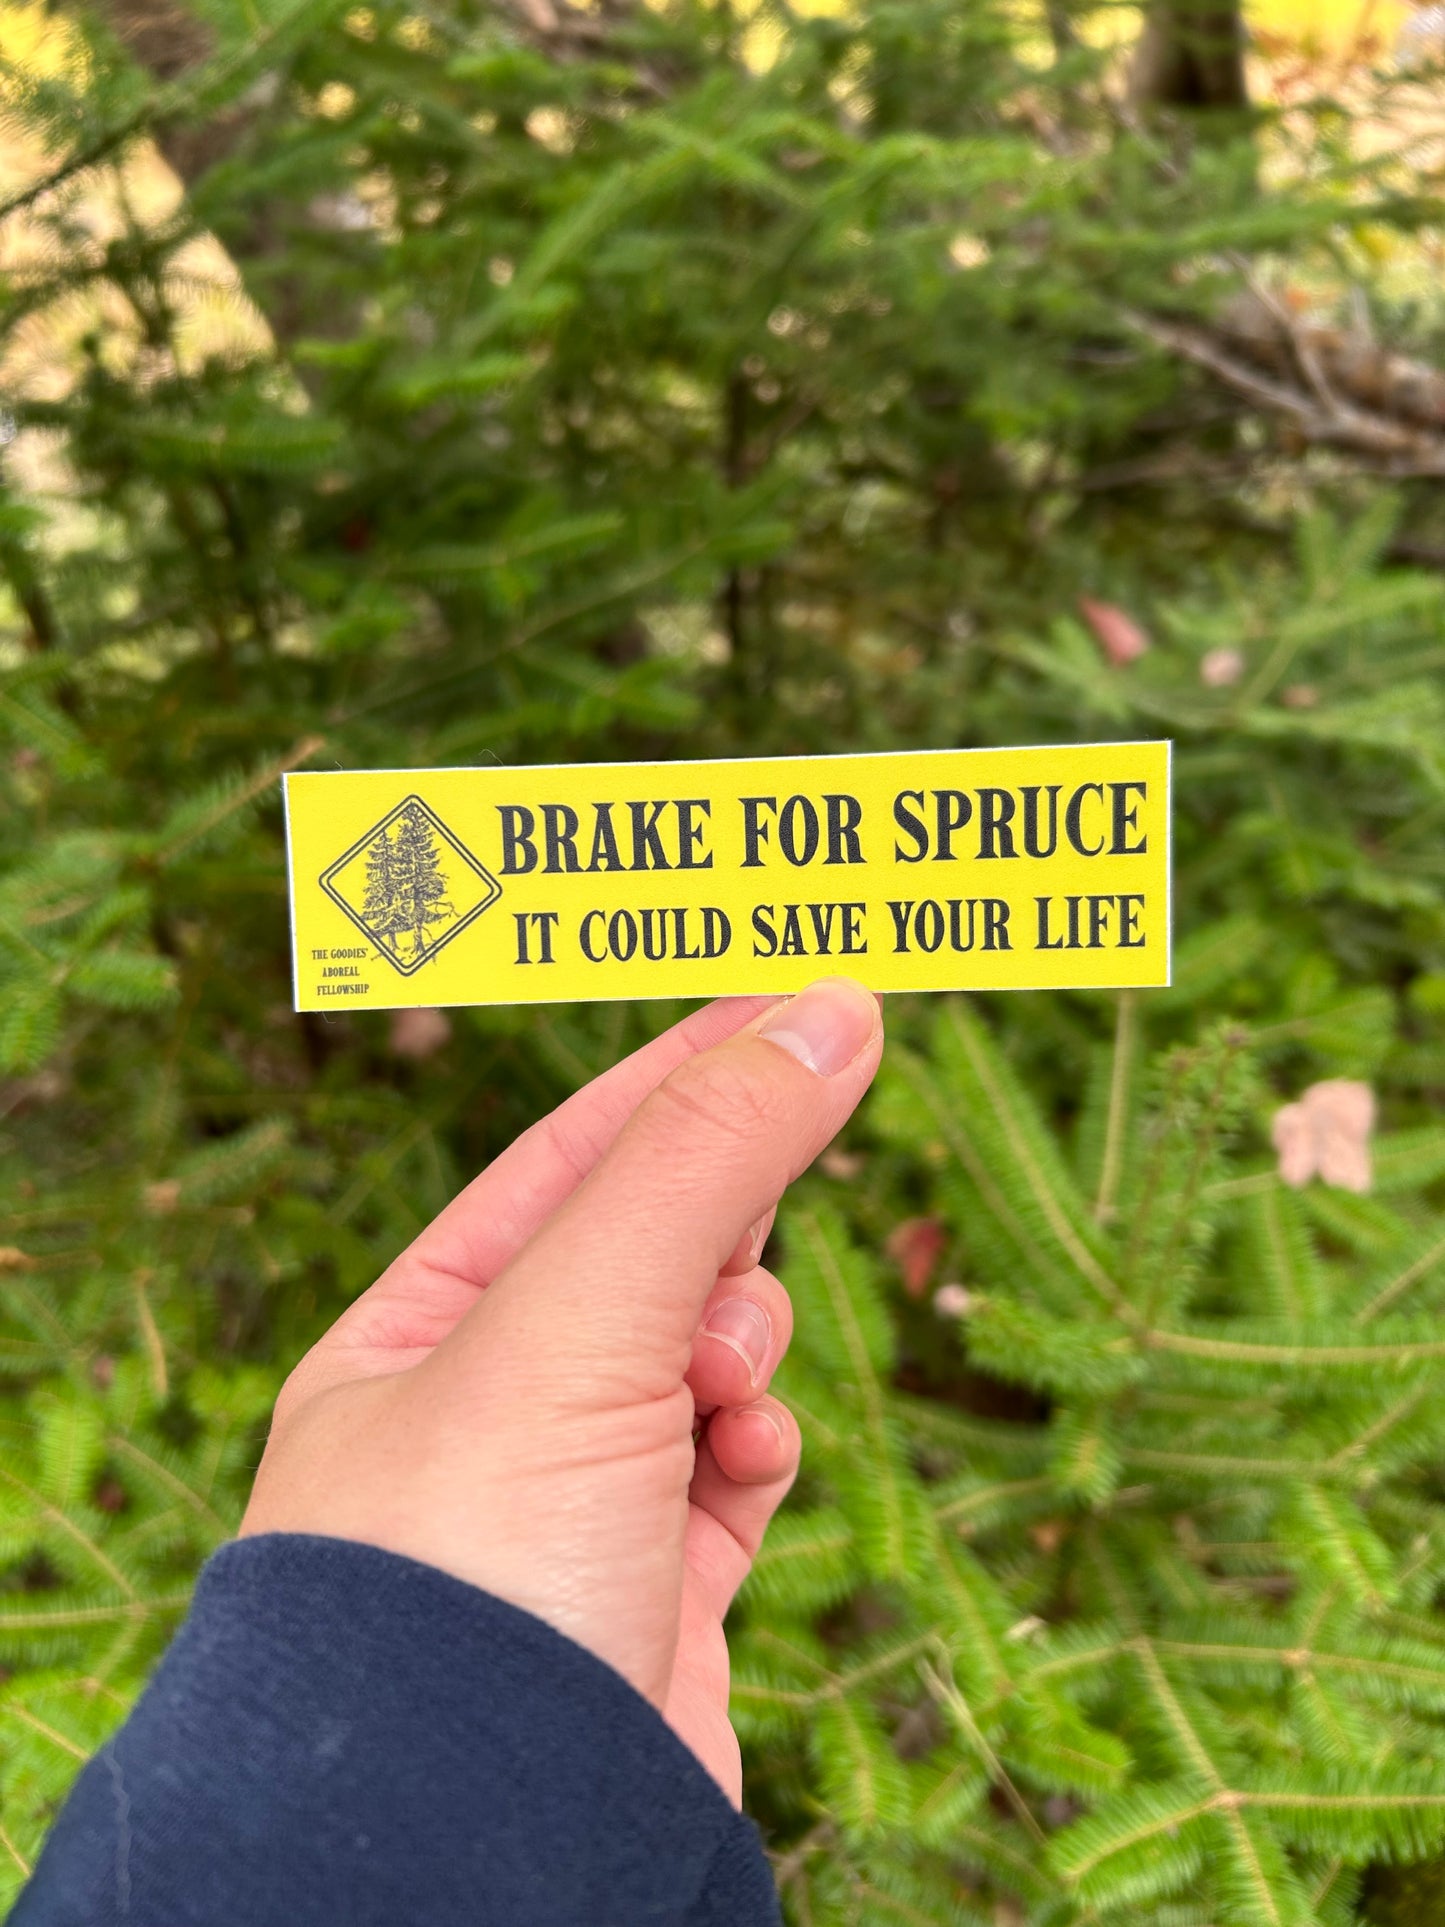 BRAKE FOR SPRUCE
IT COULD SAVE YOUR LIFE
THE GOODIES'
ABOREAL
FELLOWSHIP